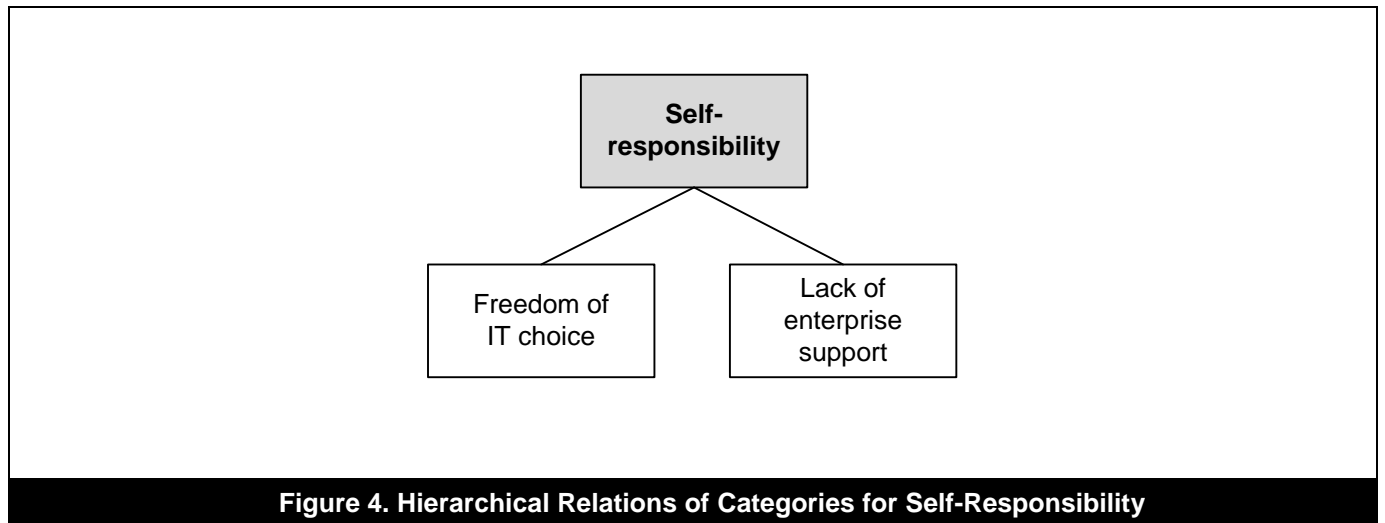 Self-
responsibility
Freedom of
IT choice
Lack of
enterprise
support
Figure 4. Hierarchical Relations of Categories for Self-Responsibility